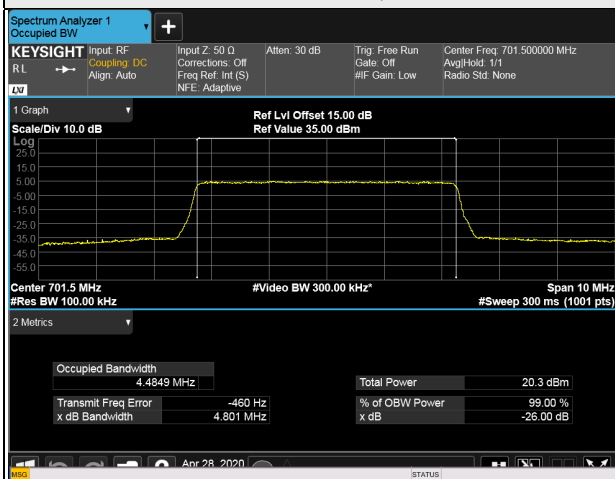 Spectrum Analyzer 1
Occupied BW
+
KEYSIGHT Input: RF Input Z: 50 Ω Atten: 30 dB Trig: Free Run Center Freq: 701.500000 MHz
RL Coupling: DC Corrections: Off Gate: Off Avg|Hold: 1/1
Align: Auto Freq Ref: Int (S) #IF Gain: Low Radio Std: None
LXI NFE: Adaptive
1 Graph
Ref Lvl Offset 15.00 dB
Scale/Div 10.0 dB Ref Value 35.00 dBm
Log
25.0
15.0
5.00
-5.00
-15.0
-25.0
-35.0
-45.0
-55.0
Center 701.5 MHz #Video BW 300.00 kHz* Span 10 MHz
#Res BW 100.00 kHz #Sweep 300 ms (1001 pts)
2 Metrics
Occupied Bandwidth
4.4849 MHz Total Power 20.3 dBm
Transmit Freq Error -460 Hz % of OBW Power 99.00 %
x dB Bandwidth 4.801 MHz x dB -26.00 dB
Apr 28, 2020
MSG STATUS